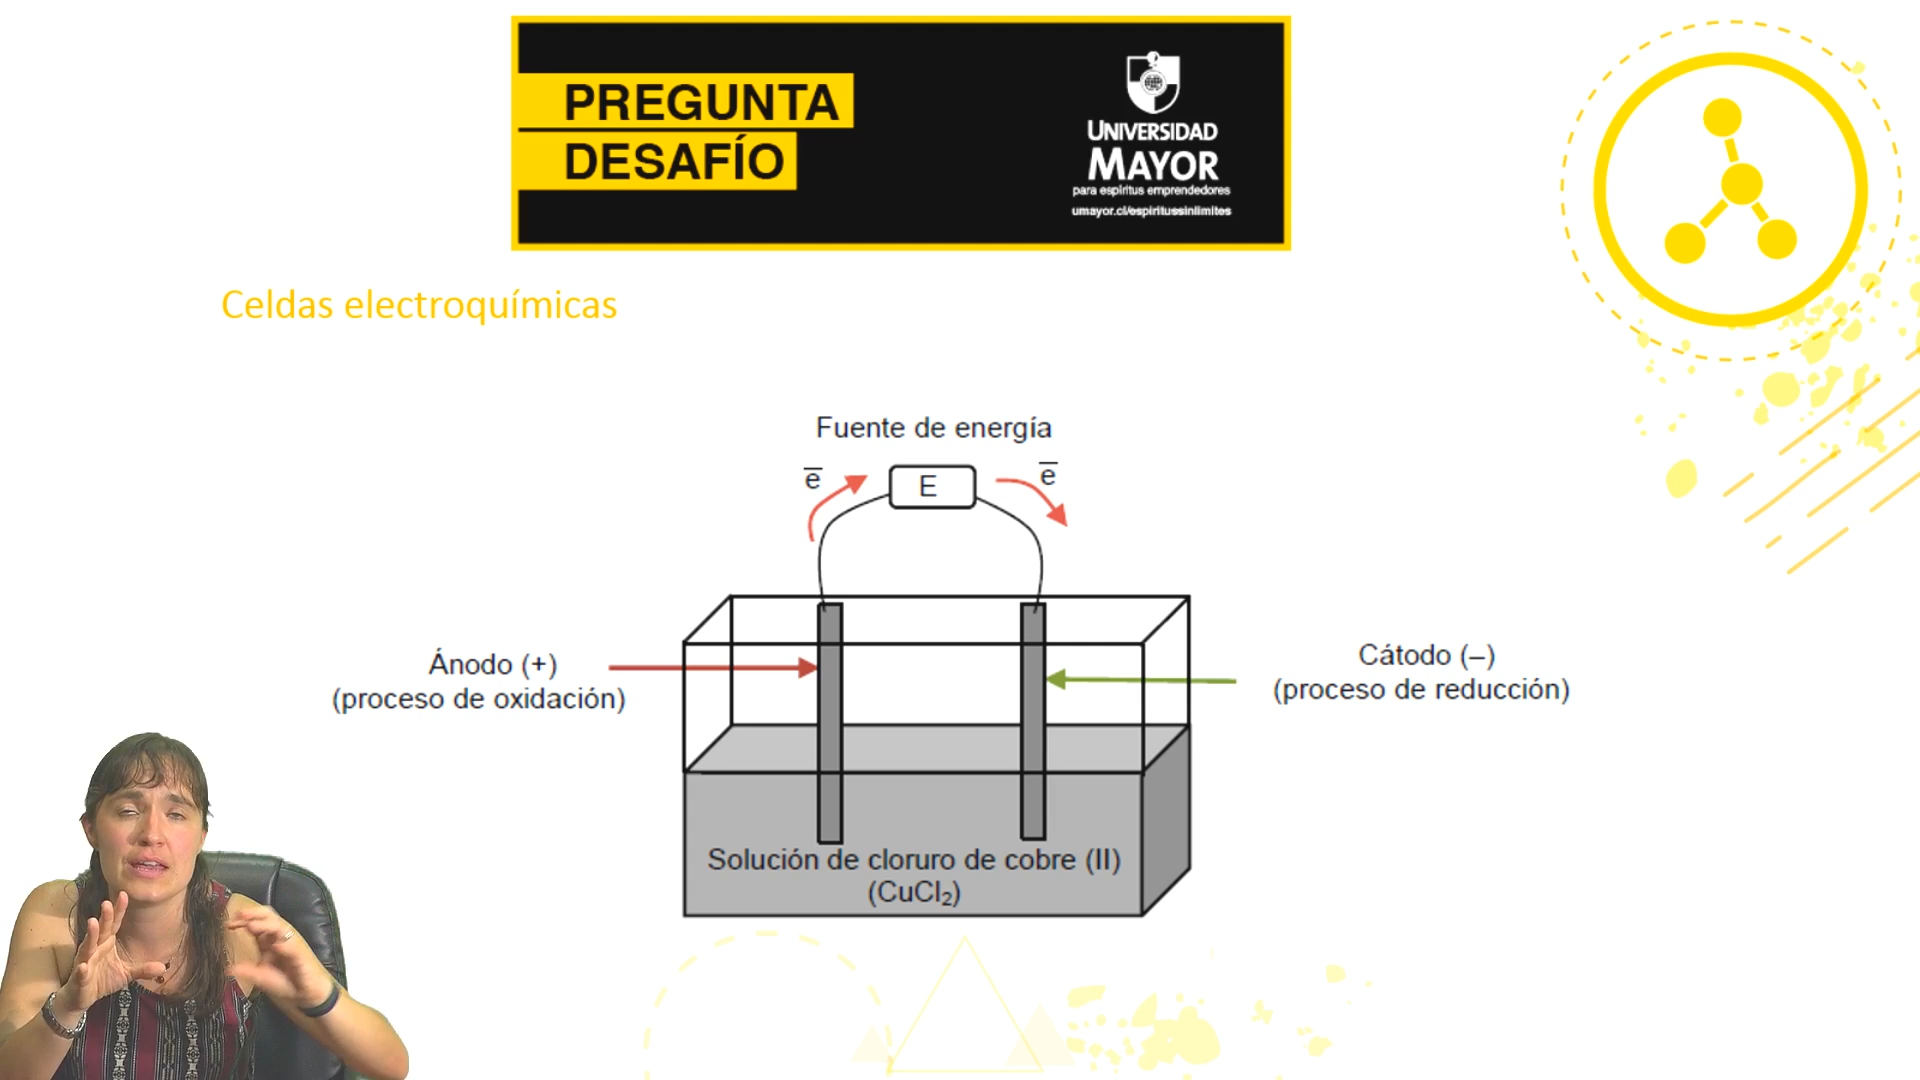 PREGUNTA
DESAFÍO
UNIVERSIDAD
MAYOR
para espíritus emprendedores
umayor.cl/espiritussinlimites
Celdas electroquímicas
Fuente de energía
e̅
E
e̅
Ánodo (+)
(proceso de oxidación)
Cátodo (–)
(proceso de reducción)
Solución de cloruro de cobre (II)
(CuCl₂)